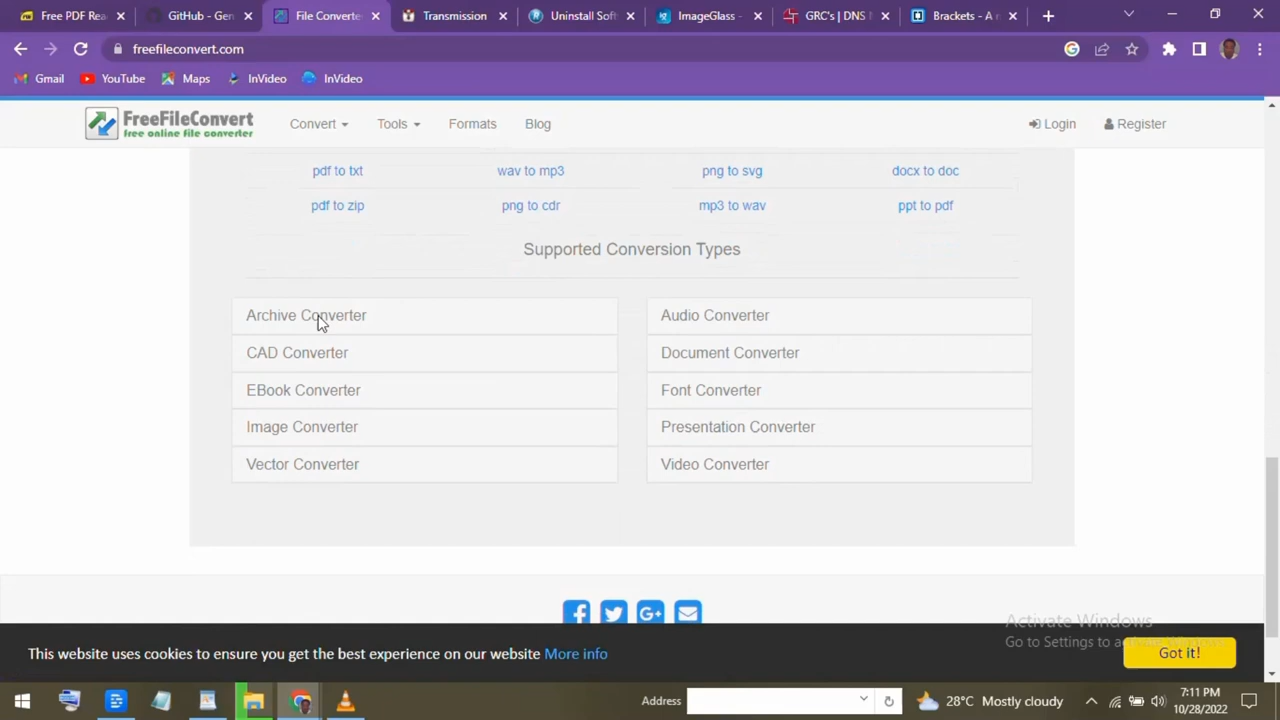 Free PDF Rea
GitHub - Gen
File Converte
Transmission
Uninstall Soft
ImageGlass -
GRC's | DNS
Brackets - A m
freefileconvert.com
Gmail
YouTube
Maps
InVideo
InVideo
FreeFileConvert
free online file converter
Convert
Tools
Formats
Blog
Login
Register
pdf to txt
wav to mp3
png to svg
docx to doc
pdf to zip
png to cdr
mp3 to wav
ppt to pdf
Supported Conversion Types
Archive Converter
Audio Converter
CAD Converter
Document Converter
EBook Converter
Font Converter
Image Converter
Presentation Converter
Vector Converter
Video Converter
Activate Windows
Go to Settings to activate Windows.
This website uses cookies to ensure you get the best experience on our website More info
Got it!
Address
28°C Mostly cloudy
7:11 PM
10/28/2022